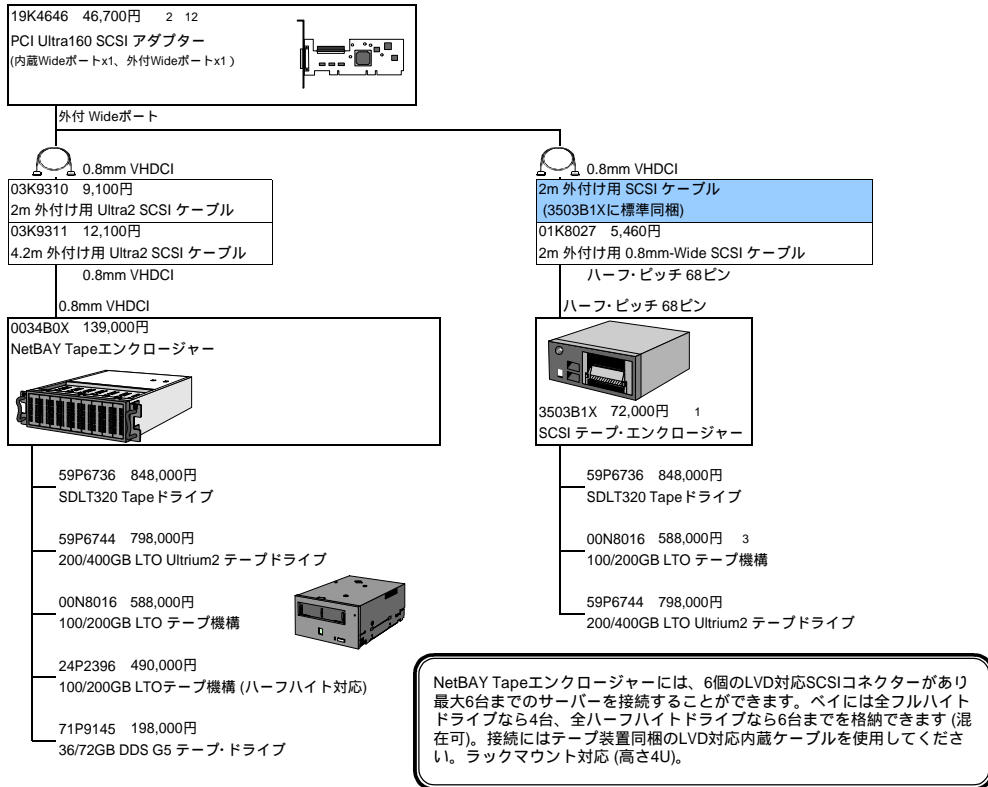 19K4646 46,700円 2 12
PCI Ultra160 SCSI アダプター
(内蔵Wideポートx1、外付Wideポートx1 )
外付 Wideポート
0.8mm VHDCI
03K9310 9,100円
2m 外付け用 Ultra2 SCSI ケーブル
03K9311 12,100円
4.2m 外付け用 Ultra2 SCSI ケーブル
0.8mm VHDCI
0.8mm VHDCI
0034B0X 139,000円
NetBAY Tapeエンクロージャー
59P6736 848,000円
SDLT320 Tapeドライブ
59P6744 798,000円
200/400GB LTO Ultrium2 テープドライブ
00N8016 588,000円
100/200GB LTO テープ機構
24P2396 490,000円
100/200GB LTOテープ機構 (ハーフハイト対応)
71P9145 198,000円
36/72GB DDS G5 テープ・ドライブ
0.8mm VHDCI
2m 外付け用 SCSI ケーブル
(3503B1Xに標準同梱)
01K8027 5,460円
2m 外付け用 0.8mm-Wide SCSI ケーブル
ハーフ・ピッチ 68ピン
ハーフ・ピッチ 68ピン
3503B1X 72,000円 1
SCSI テープ・エンクロージャー
59P6736 848,000円
SDLT320 Tapeドライブ
00N8016 588,000円 3
100/200GB LTO テープ機構
59P6744 798,000円
200/400GB LTO Ultrium2 テープドライブ
NetBAY Tapeエンクロージャーには、6個のLVD対応SCSIコネクターがあり
最大6台までのサーバーを接続することができます。ベイには全フルハイト
ドライブなら4台、全ハーフハイトドライブなら6台までを格納できます (混
在可)。接続にはテープ装置同梱のLVD対応内蔵ケーブルを使用してくださ
い。ラックマウント対応 (高さ4U)。